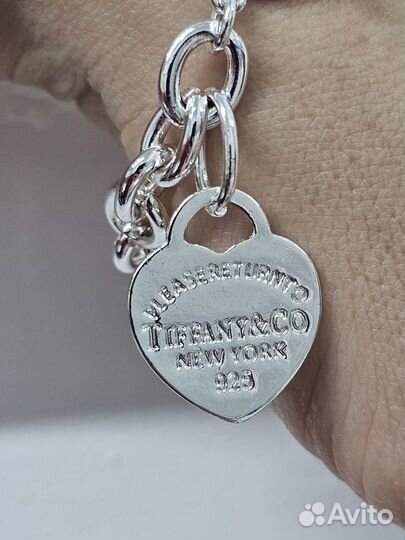 PLEASERETURNTO
TIFFANY&CO
NEW YORK
925
Avito